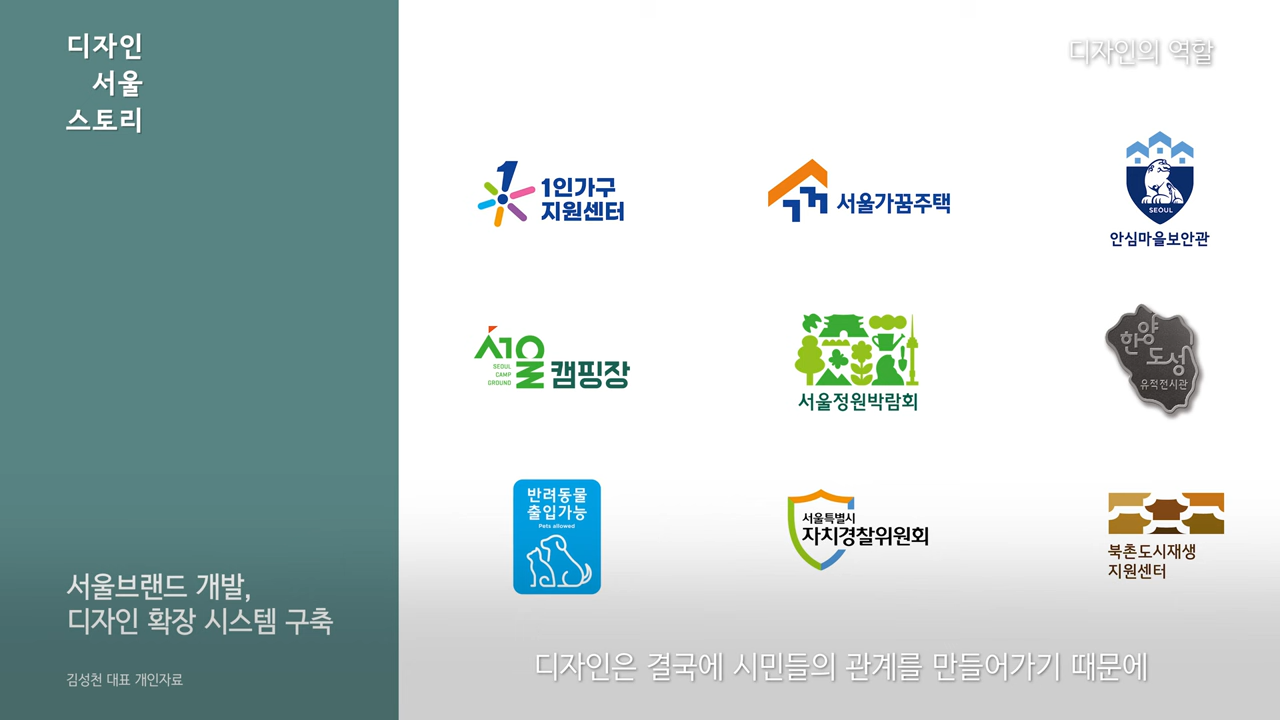 디자인
서울
스토리
디자인의 역할
1인가구
지원센터
서울가꿈주택
SEOUL
안심마을보안관
서울
SEOUL
CAMP
GROUND
캠핑장
서울정원박람회
한양
도성
유적전시관
반려동물
출입가능
Pets allowed
서울특별시
자치경찰위원회
북촌도시재생
지원센터
서울브랜드 개발,
디자인 확장 시스템 구축
김성천 대표 개인자료
디자인은 결국에 시민들의 관계를 만들어가기 때문에